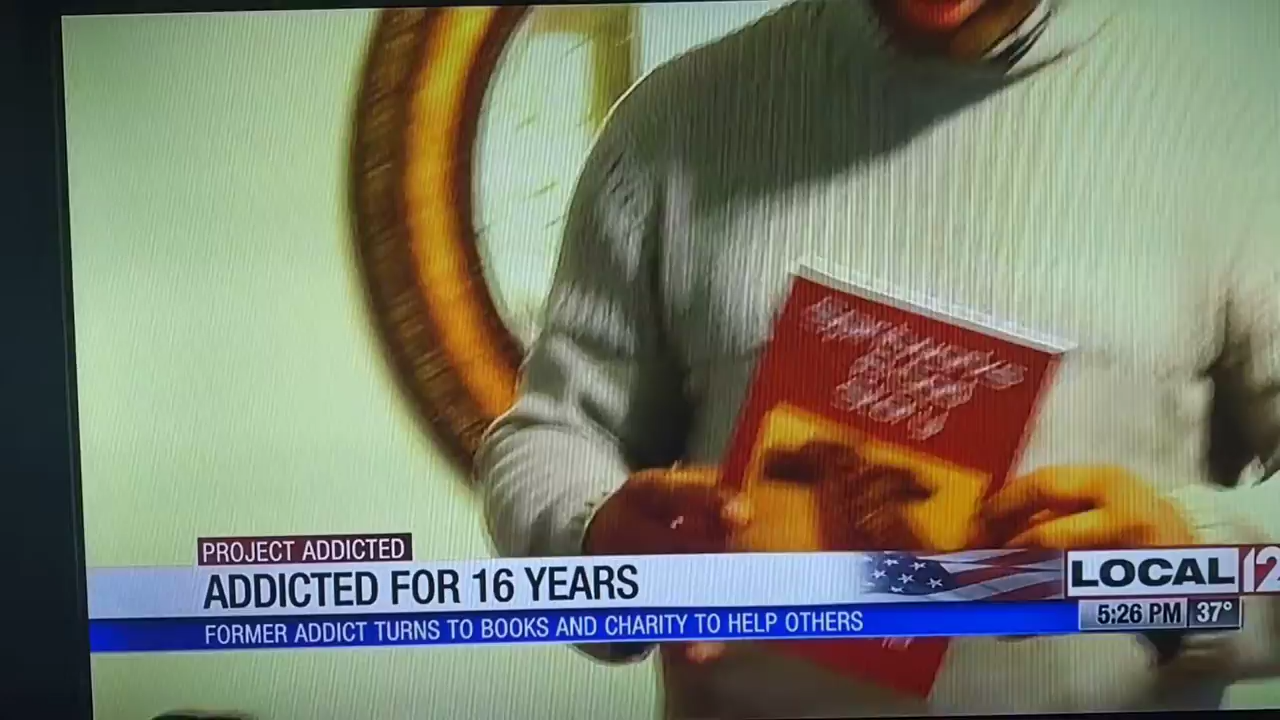 PROJECT ADDICTED
ADDICTED FOR 16 YEARS
FORMER ADDICT TURNS TO BOOKS AND CHARITY TO HELP OTHERS
LOCAL 12
5:26 PM 37°